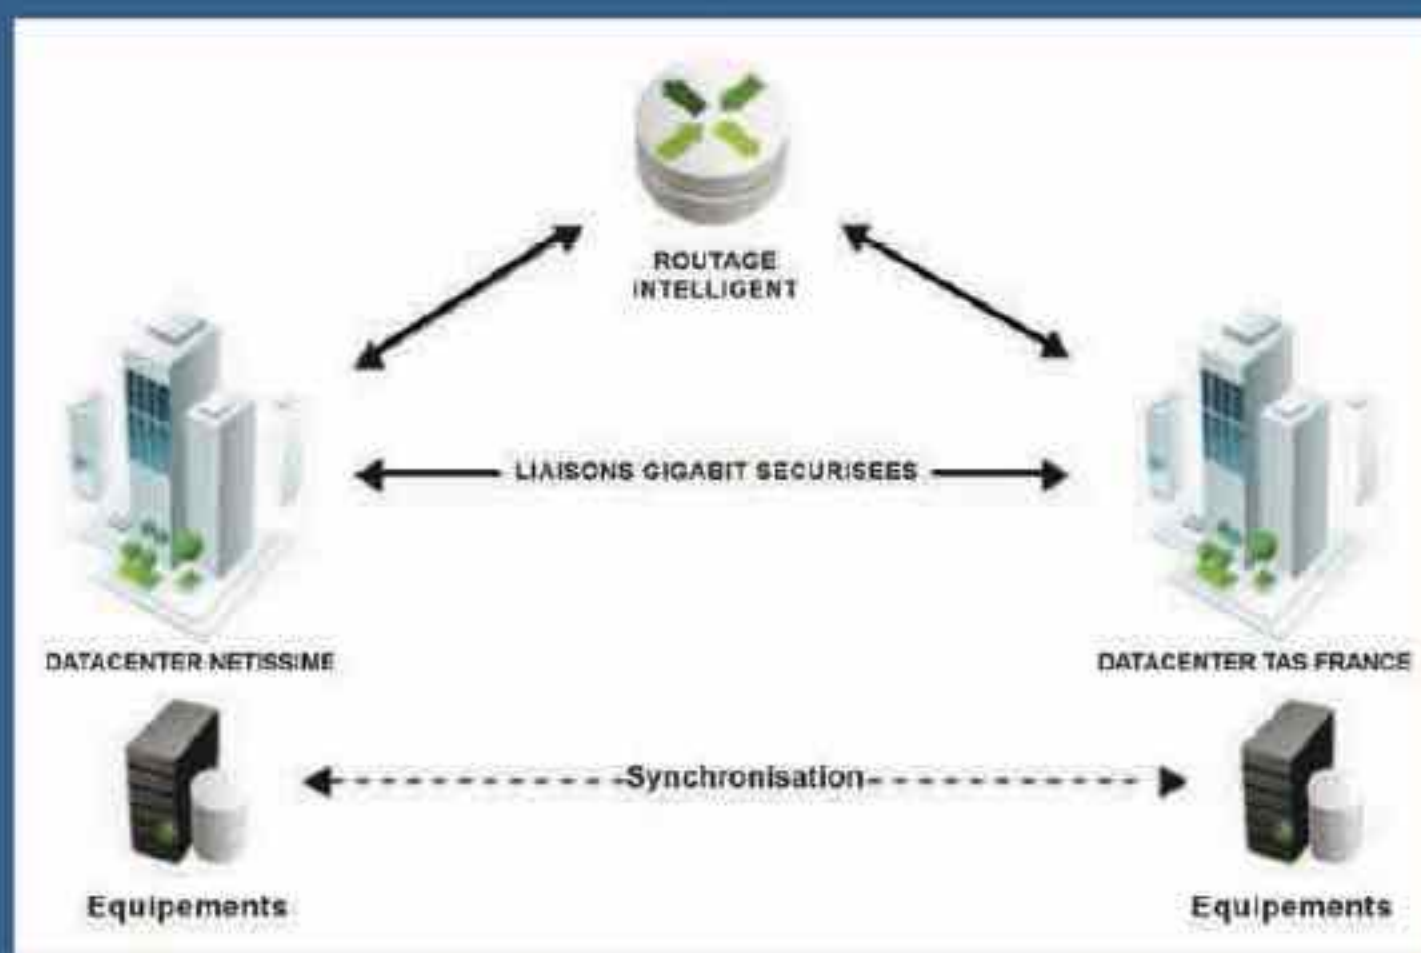 ROUTAGE
INTELLIGENT
LIAISONS GIGABIT SECURISEES
DATACENTER NETISSIME
DATACENTER TAS FRANCE
Synchronisation
Equipements
Equipements